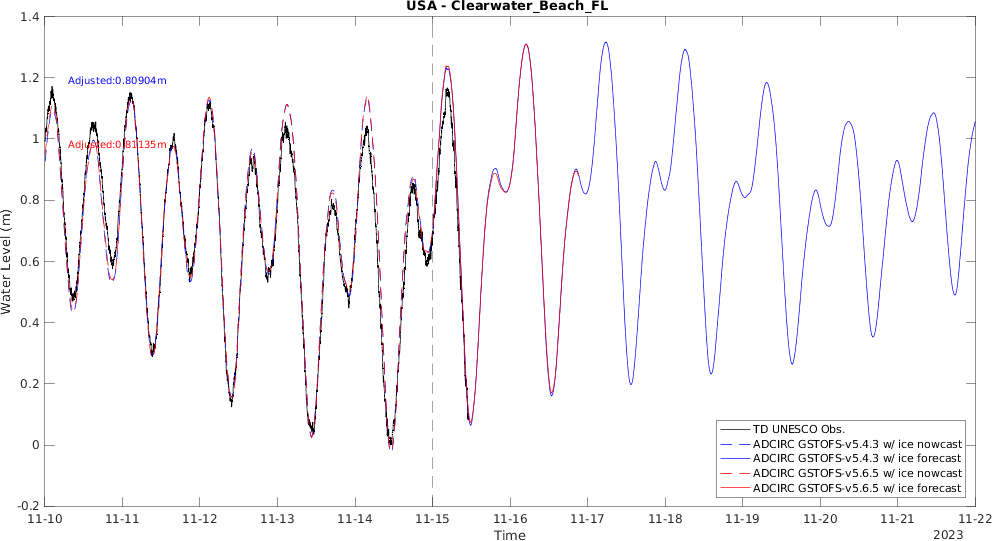 USA - Clearwater_Beach_FL
1.4
1.2
1
0.8
0.6
0.4
0.2
0
-0.2
Water Level (m)
Adjusted:0.80904m
Adjusted:0.81135m
TD UNESCO Obs.
ADCIRC GSTOFS-v5.4.3 w/ ice nowcast
ADCIRC GSTOFS-v5.4.3 w/ ice forecast
ADCIRC GSTOFS-v5.6.5 w/ ice nowcast
ADCIRC GSTOFS-v5.6.5 w/ ice forecast
11-10 11-11 11-12 11-13 11-14 11-15 11-16 11-17 11-18 11-19 11-20 11-21 11-22
Time
2023